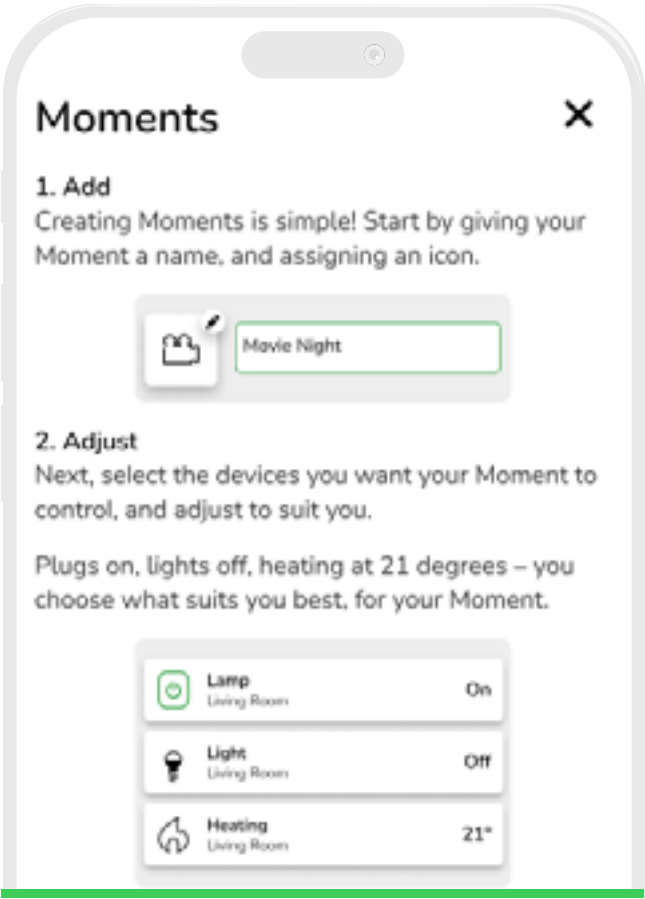 Moments
1. Add
Creating Moments is simple! Start by giving your
Moment a name, and assigning an icon.
Movie Night
2. Adjust
Next, select the devices you want your Moment to
control, and adjust to suit you.
Plugs on, lights off, heating at 21 degrees – you
choose what suits you best, for your Moment.
Lamp
Living Room
On
Light
Living Room
Off
Heating
Living Room
21°